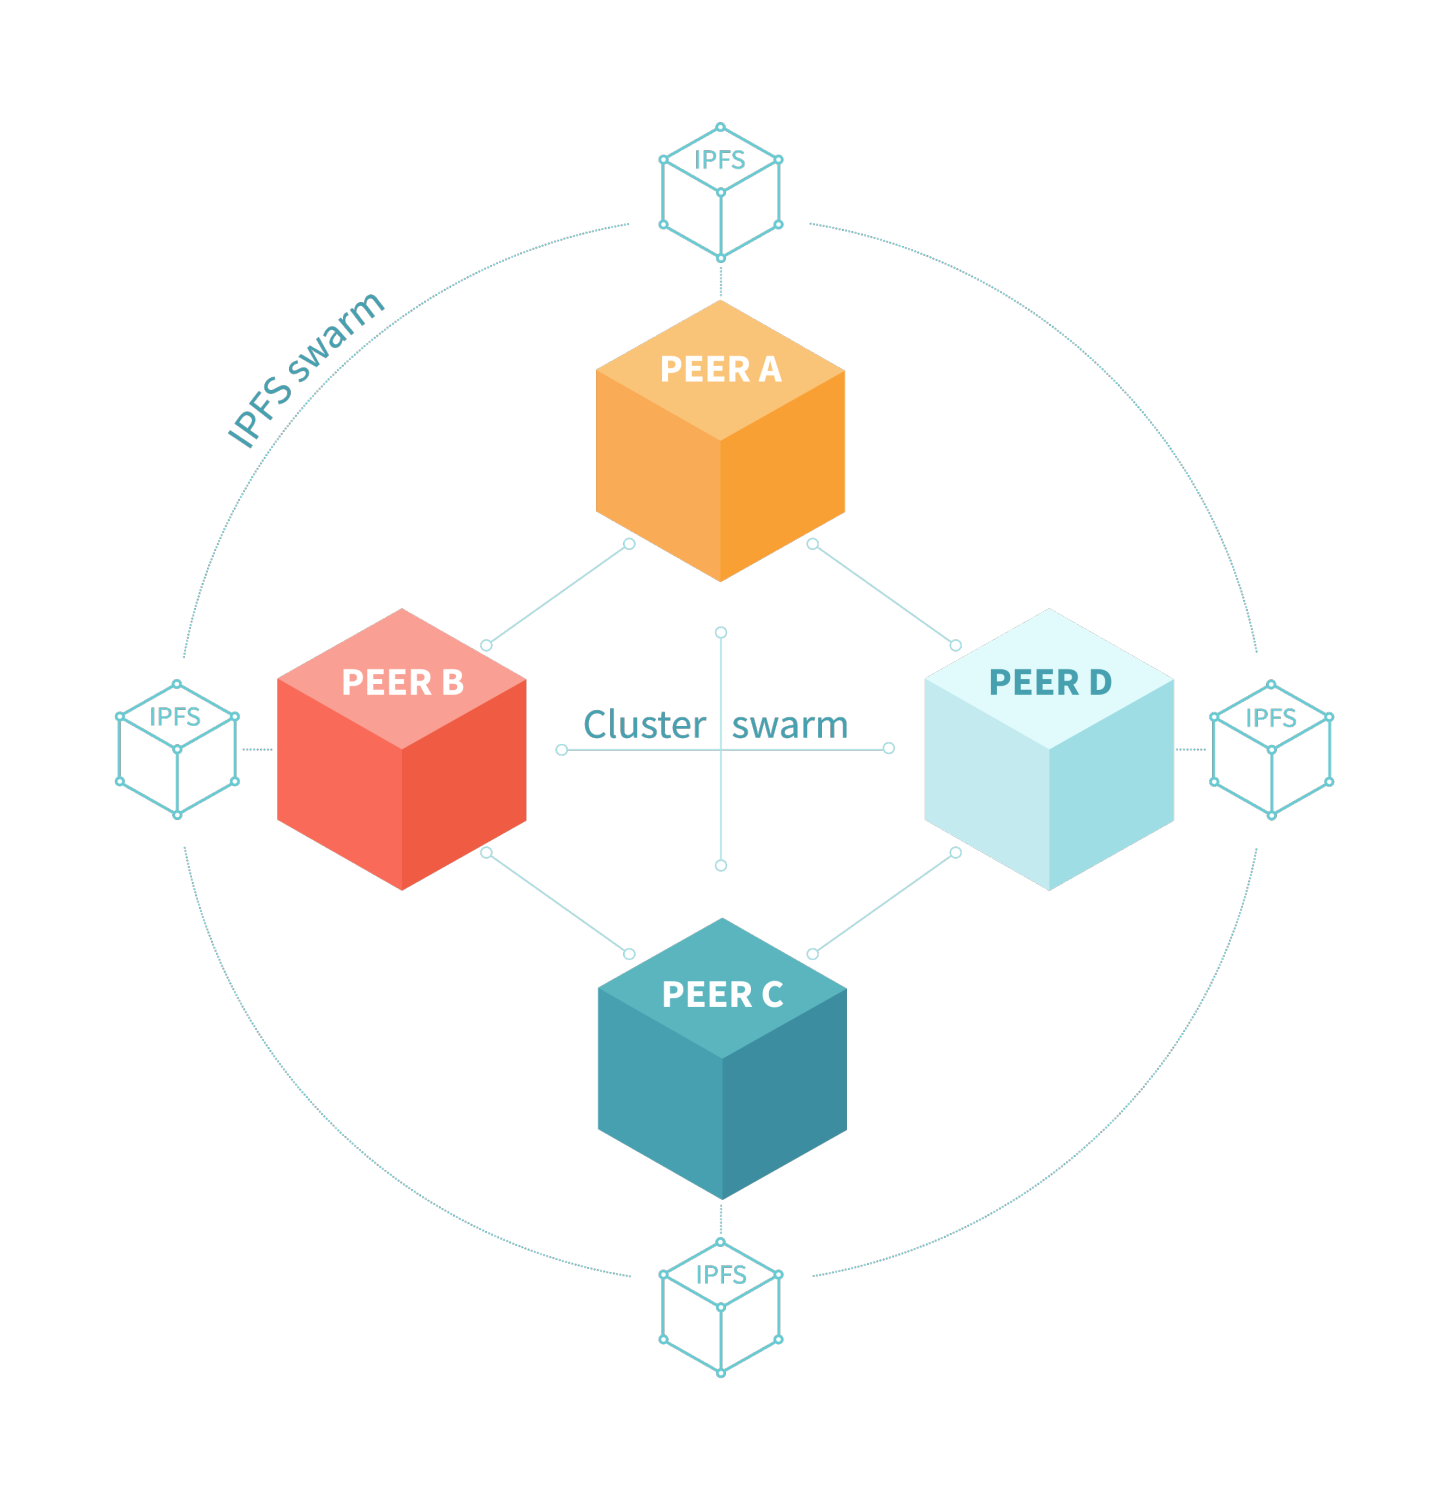 IPFS
IPFS swarm
PEER A
PEER B
PEER D
IPFS
Cluster swarm
IPFS
PEER C
IPFS